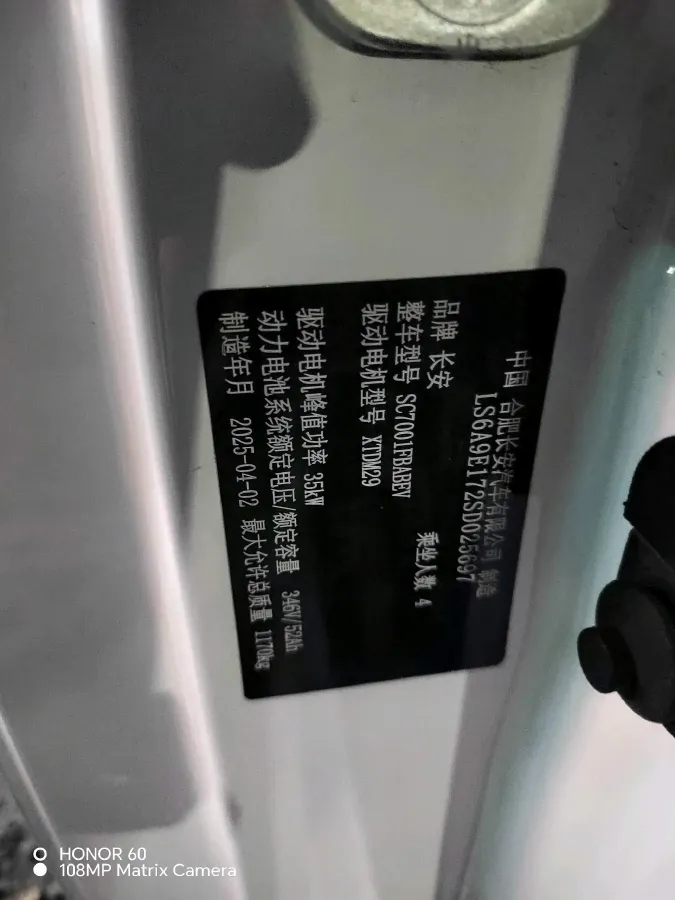 中国 合肥长安汽车有限公司 制造
LS6A9E172SD025697
品牌 长安
整车型号 SC7001FBABEV 乘坐人数 4
驱动电机型号 XTDM29
驱动电机峰值功率 35kW
动力电池系统额定电压/额定容量 346V/52Ah
制造年月 2025-04-02 最大允许总质量 1170kg
HONOR 60
108MP Matrix Camera